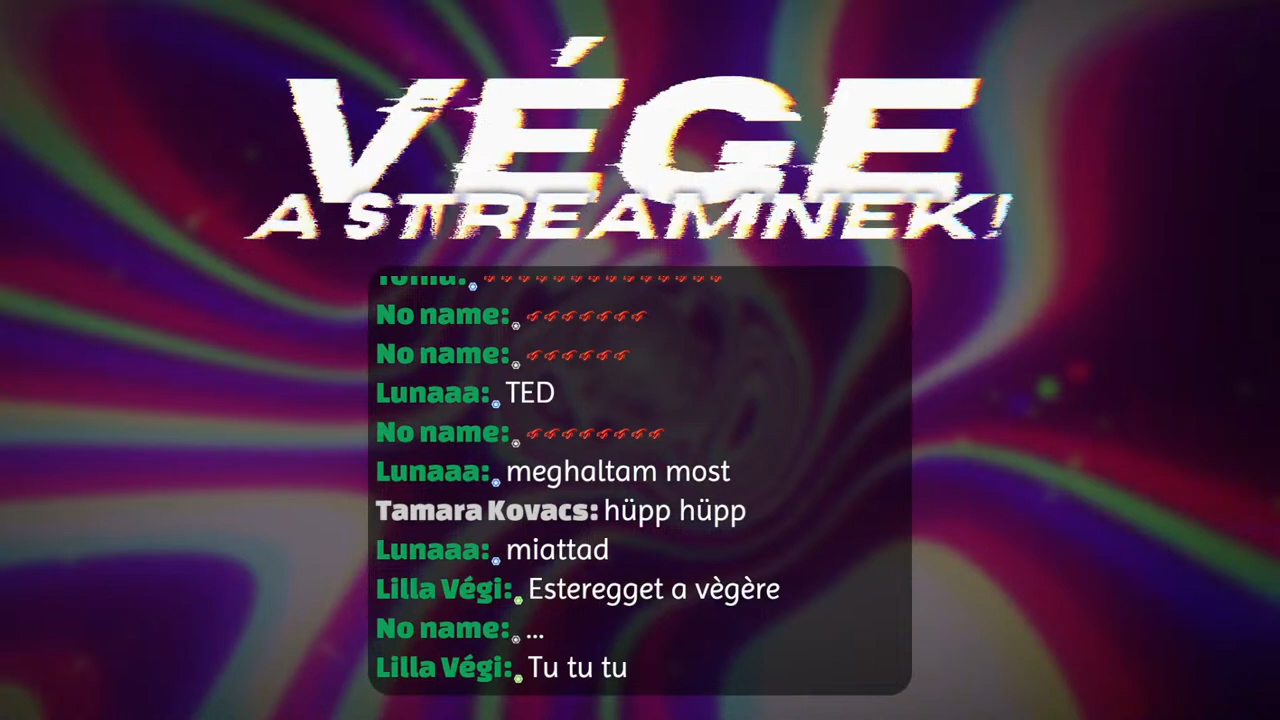 VÉGE
A STREAMNEK!
No name:
No name:
Lunaaa: TED
No name:
Lunaaa: meghaltam most
Tamara Kovacs: hüpp hüpp
Lunaaa: miattad
Lilla Végi: Esteregget a vègère
No name: ...
Lilla Végi: Tu tu tu